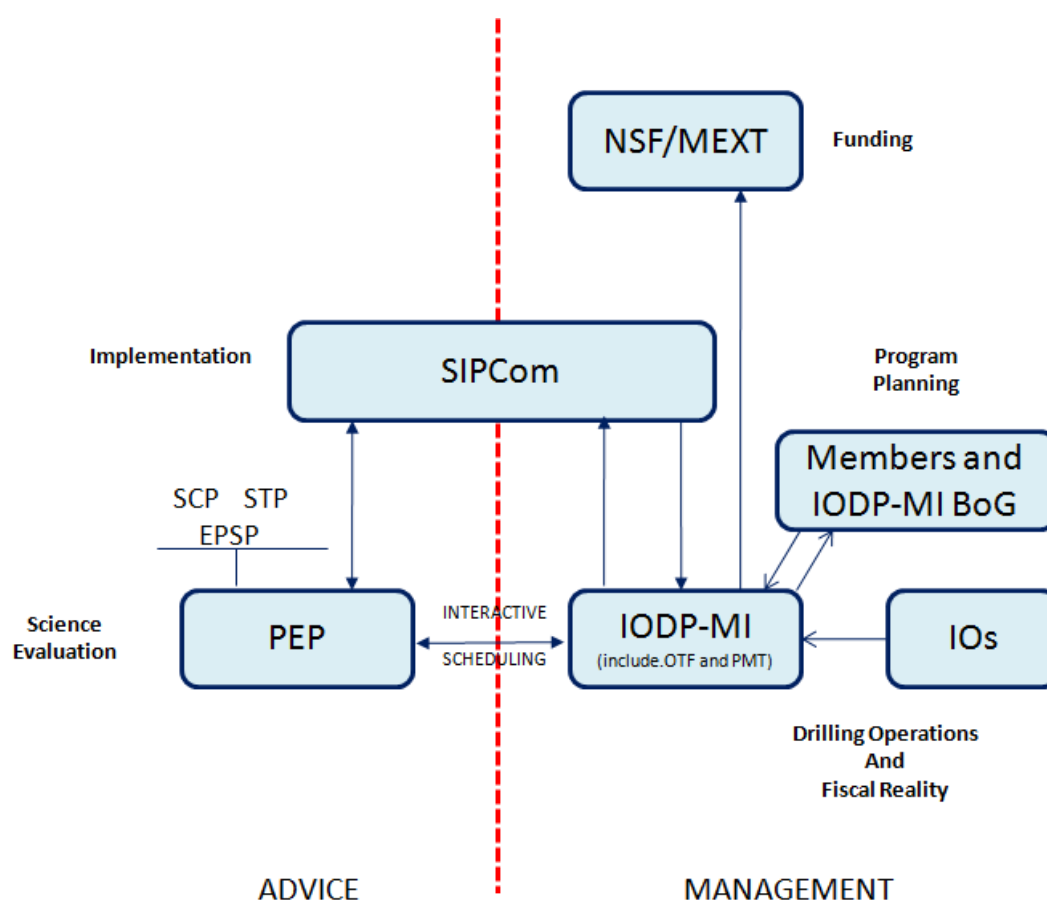 NSF/MEXT
Funding
Implementation
SIPCom
Program
Planning
Members and
IODP-MI BoG
SCP STP
EPSP
Science
Evaluation
PEP
INTERACTIVE
SCHEDULING
IODP-MI
(include.OTF and PMT)
IOs
Drilling Operations
And
Fiscal Reality
ADVICE
MANAGEMENT